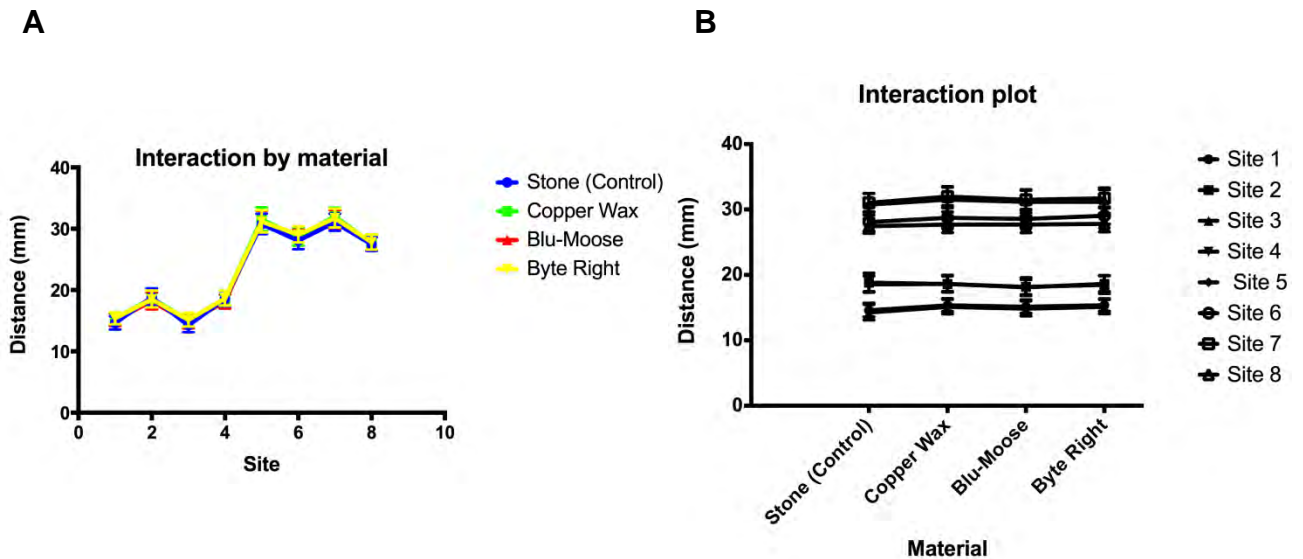 A
Interaction by material
Distance (mm)
40
30
20
10
0
0
2
4
6
8
10
Site
Stone (Control)
Copper Wax
Blu-Moose
Byte Right
B
Interaction plot
Distance (mm)
40
30
20
10
0
Stone (Control)
Copper Wax
Blu-Moose
Byte Right
Material
Site 1
Site 2
Site 3
Site 4
Site 5
Site 6
Site 7
Site 8